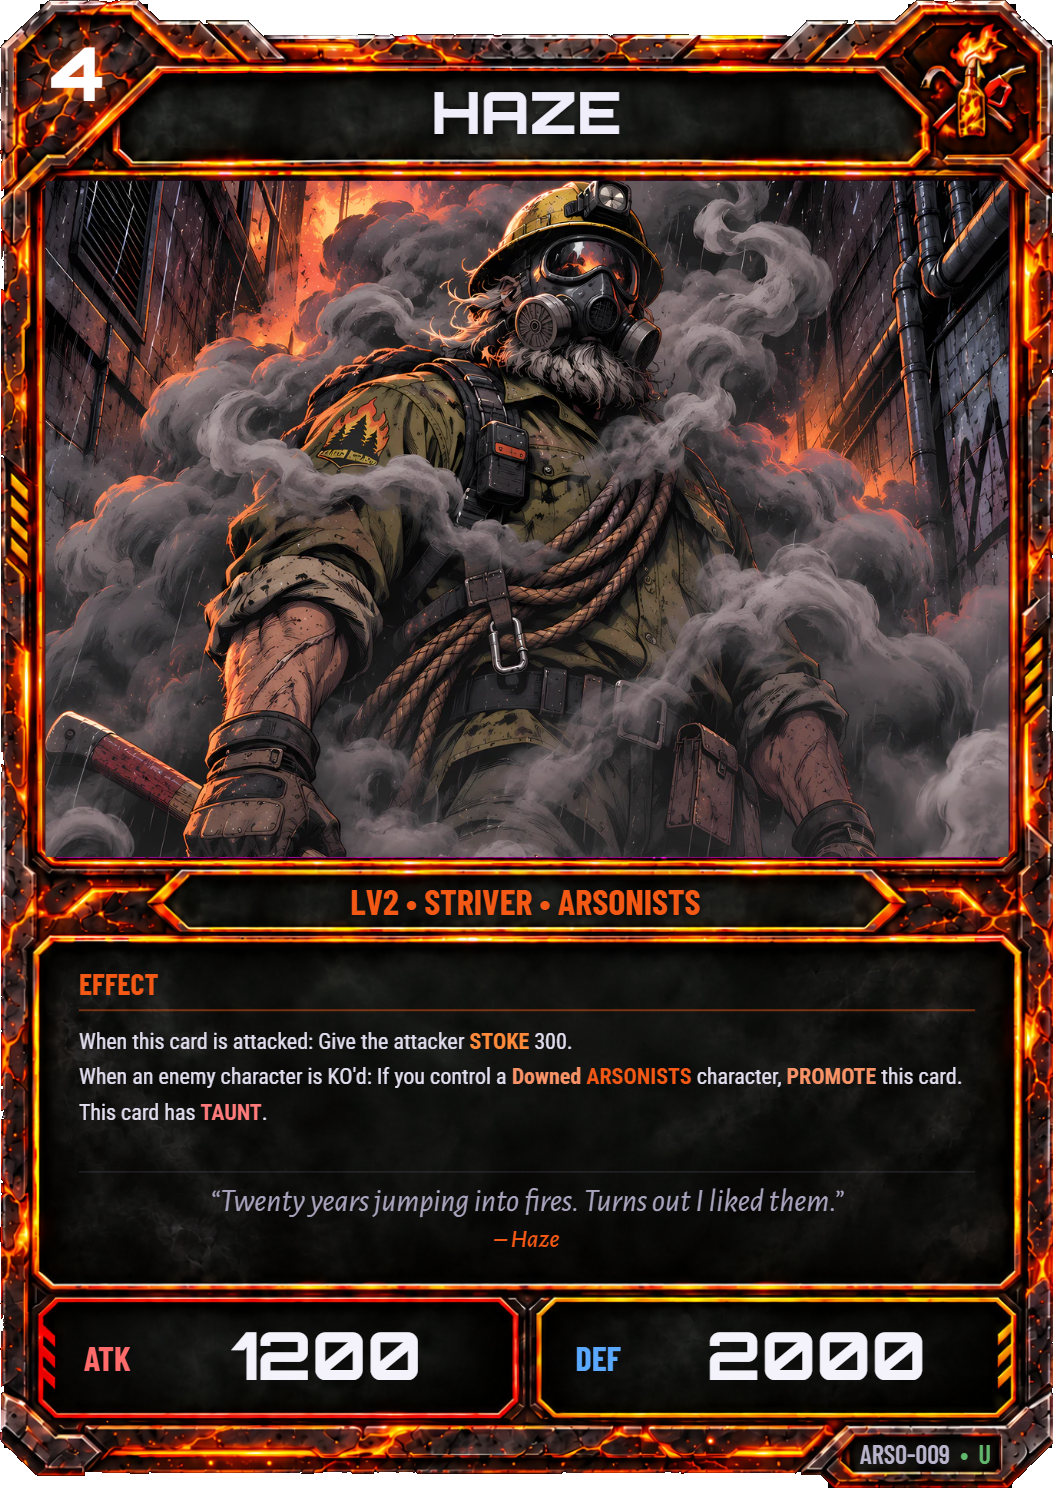 4
HAZE
LV2 • STRIVER • ARSONISTS
EFFECT
When this card is attacked: Give the attacker STOKE 300.
When an enemy character is KO'd: If you control a Downed ARSONISTS character, PROMOTE this card.
This card has TAUNT.
“Twenty years jumping into fires. Turns out I liked them.”
– Haze
ATK 1200
DEF 2000
ARSO-009 • U